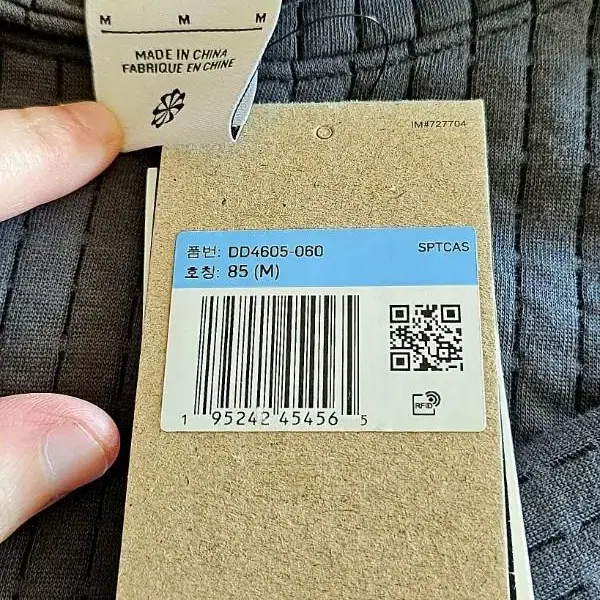 M M M
MADE IN CHINA
FABRIQUE EN CHINE
IM#727704
품번: DD4605-060 SPTCAS
호칭: 85 (M)
1 95242 45456 5
RFID